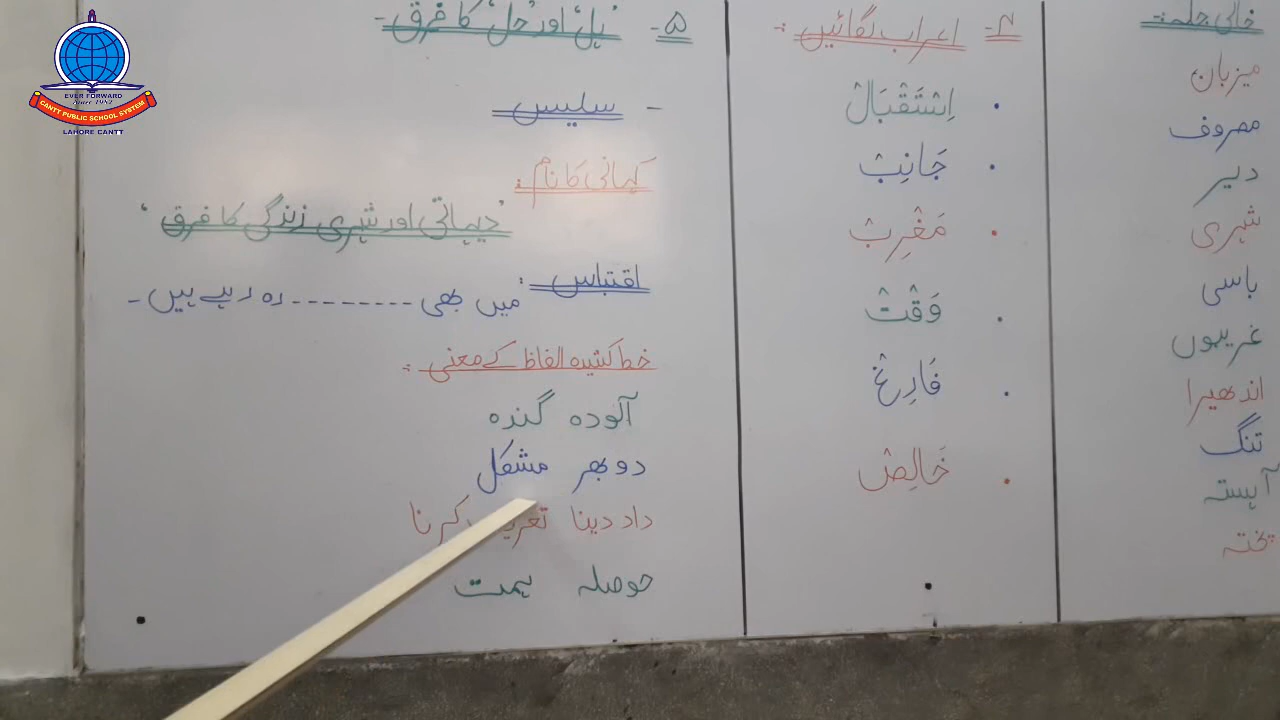 خالی جگہ:-
میزبان
مصروف
دیر
شہری
باسی
غریبوں
اندھیرا
تنگ
آہستہ
پختہ
۴- اعراب لگائیں :-
اِسْتَقْبَالْ
جَانِبْ
مَغْرِبْ
وَقْتْ
فَارِغْ
خَالِصْ
۵- 'ہل' اور 'حل' کا فرق -
- سلیس
کہانی کا نام :
'دیہاتی اور شہری زندگی کا فرق'
اقتباس : میں بھی --------- رہ رہے ہیں -
خط کشیدہ الفاظ کے معنی :-
آلودہ گندہ
دوبھر مشکل
داد دینا کرنا
حوصلہ ہمت
EVER FORWARD
Since 1982
CANTT PUBLIC SCHOOL SYSTEM
LAHORE CANTT